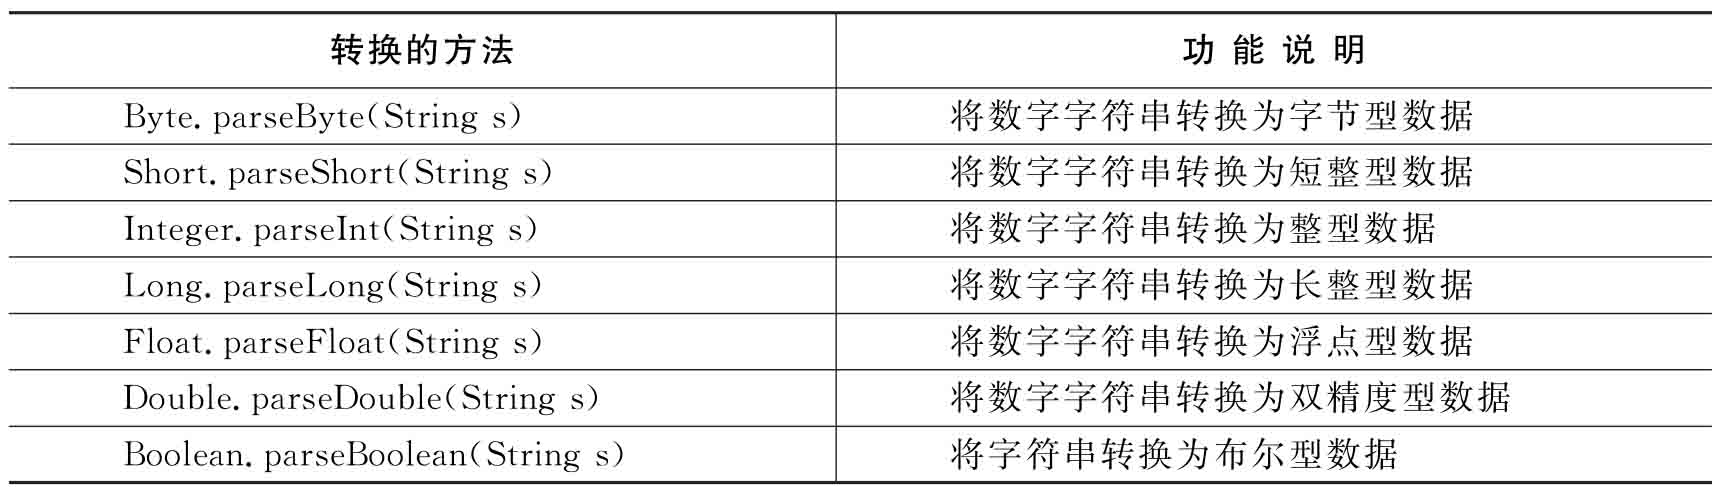 转换的方法 功能说明
Byte.parseByte(String s) 将数字字符串转换为字节型数据
Short.parseShort(String s) 将数字字符串转换为短整型数据
Integer.parseInt(String s) 将数字字符串转换为整型数据
Long.parseLong(String s) 将数字字符串转换为长整型数据
Float.parseFloat(String s) 将数字字符串转换为浮点型数据
Double.parseDouble(String s) 将数字字符串转换为双精度型数据
Boolean.parseBoolean(String s) 将字符串转换为布尔型数据